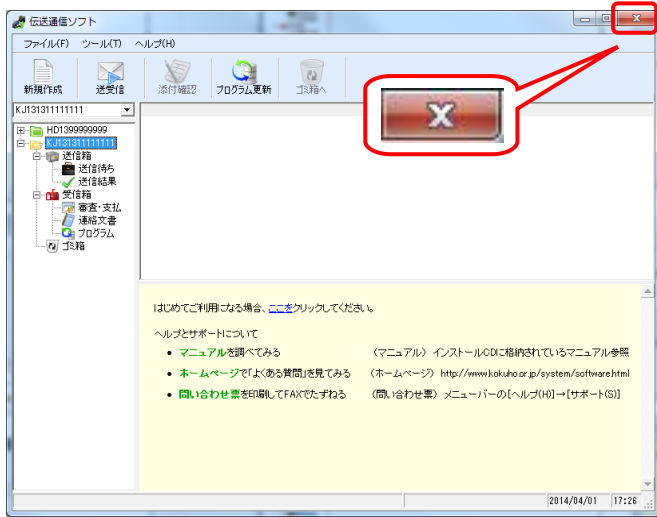 伝送通信ソフト
ファイル(F) ツール(T) ヘルプ(H)
新規作成 送受信 添付確認 プログラム更新 ゴミ箱へ
KJ131311111111
HD1399999999
KJ131311111111
送信箱
送信待ち
送信結果
受信箱
審査・支払
連絡文書
プログラム
ゴミ箱
はじめてご利用になる場合、ここをクリックしてください。
ヘルプとサポートについて
• マニュアルを調べてみる (マニュアル) インストールCDに格納されているマニュアル参照
• ホームページで「よくある質問」を見てみる (ホームページ) http://www.kokuho.or.jp/system/software.html
• 問い合わせ票を印刷してFAXでたずねる (問い合わせ票) メニューバーの[ヘルプ(H)]→[サポート(S)]
2014/04/01 17:26